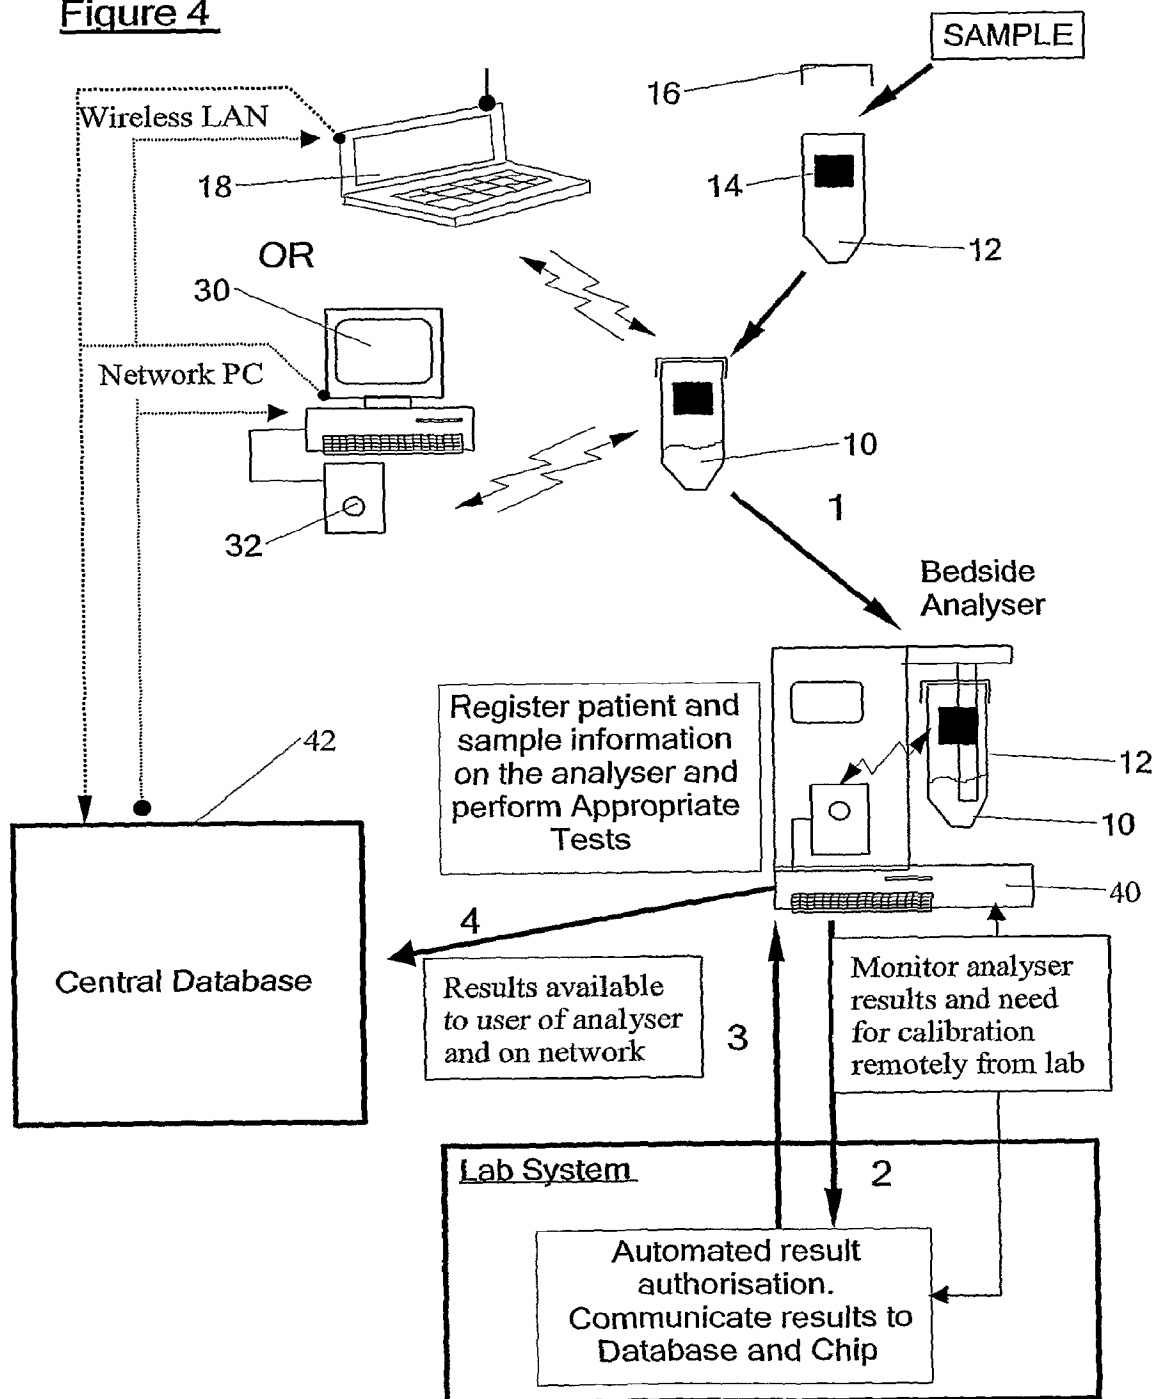 Figure 4
SAMPLE
16
Wireless LAN
14
18
12
OR
30
Network PC
10
1
32
Bedside
Analyser
Register patient and
sample information
on the analyser and
perform Appropriate
Tests
42
12
10
40
4
Central Database
Results available
to user of analyser
and on network
3
Monitor analyser
results and need
for calibration
remotely from lab
Lab System
2
Automated result
authorisation.
Communicate results to
Database and Chip